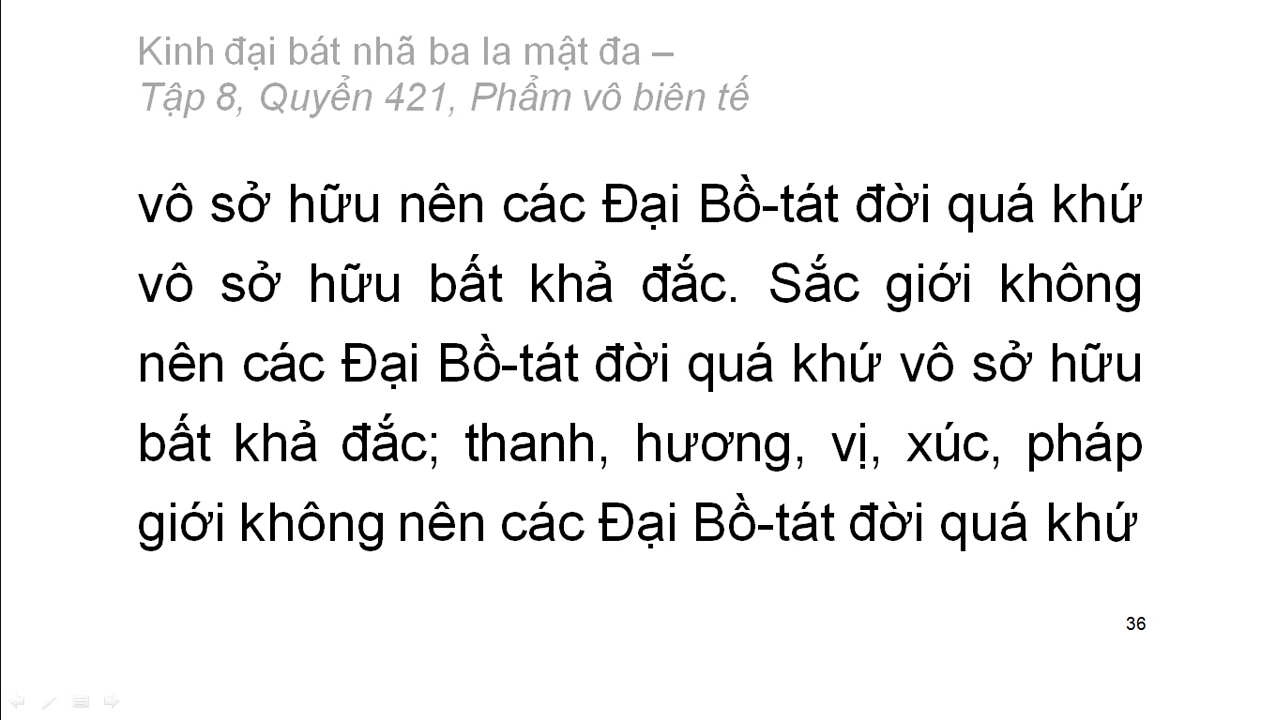 Kinh đại bát nhã ba la mật đa –
Tập 8, Quyển 421, Phẩm vô biên tế
vô sở hữu nên các Đại Bồ-tát đời quá khứ
vô sở hữu bất khả đắc. Sắc giới không
nên các Đại Bồ-tát đời quá khứ vô sở hữu
bất khả đắc; thanh, hương, vị, xúc, pháp
giới không nên các Đại Bồ-tát đời quá khứ
36